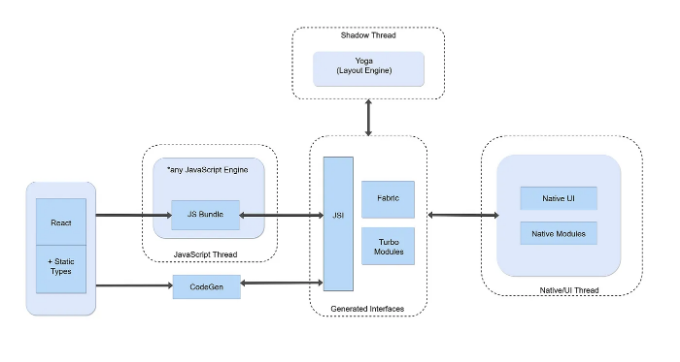 Shadow Thread
Yoga
(Layout Engine)
*any JavaScript Engine
JS Bundle
JavaScript Thread
React
+ Static
Types
CodeGen
JSI
Fabric
Turbo
Modules
Generated Interfaces
Native UI
Native Modules
Native/UI Thread